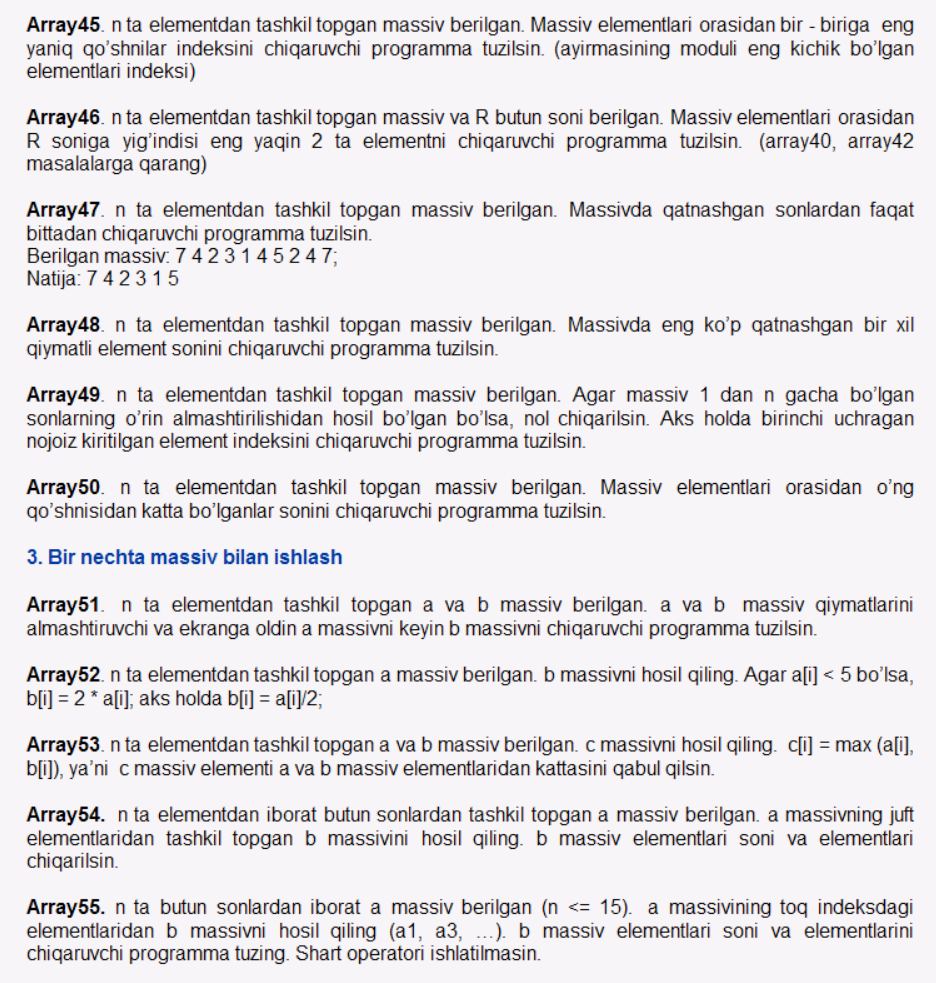 Array45. n ta elementdan tashkil topgan massiv berilgan. Massiv elementlari orasidan bir - biriga eng
yaniq qo’shnilar indeksini chiqaruvchi programma tuzilsin. (ayirmasining moduli eng kichik bo’lgan
elementlari indeksi)
Array46. n ta elementdan tashkil topgan massiv va R butun soni berilgan. Massiv elementlari orasidan
R soniga yig’indisi eng yaqin 2 ta elementni chiqaruvchi programma tuzilsin. (array40, array42
masalalarga qarang)
Array47. n ta elementdan tashkil topgan massiv berilgan. Massivda qatnashgan sonlardan faqat
bittadan chiqaruvchi programma tuzilsin.
Berilgan massiv: 7 4 2 3 1 4 5 2 4 7;
Natija: 7 4 2 3 1 5
Array48. n ta elementdan tashkil topgan massiv berilgan. Massivda eng ko’p qatnashgan bir xil
qiymatli element sonini chiqaruvchi programma tuzilsin.
Array49. n ta elementdan tashkil topgan massiv berilgan. Agar massiv 1 dan n gacha bo’lgan
sonlarning o’rin almashtirilishidan hosil bo’lgan bo’lsa, nol chiqarilsin. Aks holda birinchi uchragan
nojoiz kiritilgan element indeksini chiqaruvchi programma tuzilsin.
Array50. n ta elementdan tashkil topgan massiv berilgan. Massiv elementlari orasidan o’ng
qo’shnisidan katta bo’lganlar sonini chiqaruvchi programma tuzilsin.
3. Bir nechta massiv bilan ishlash
Array51. n ta elementdan tashkil topgan a va b massiv berilgan. a va b massiv qiymatlarini
almashtiruvchi va ekranga oldin a massivni keyin b massivni chiqaruvchi programma tuzilsin.
Array52. n ta elementdan tashkil topgan a massiv berilgan. b massivni hosil qiling. Agar a[i] < 5 bo’lsa,
b[i] = 2 * a[i]; aks holda b[i] = a[i]/2;
Array53. n ta elementdan tashkil topgan a va b massiv berilgan. c massivni hosil qiling. c[i] = max (a[i],
b[i]), ya’ni c massiv elementi a va b massiv elementlaridan kattasini qabul qilsin.
Array54. n ta elementdan iborat butun sonlardan tashkil topgan a massiv berilgan. a massivning juft
elementlaridan tashkil topgan b massivini hosil qiling. b massiv elementlari soni va elementlari
chiqarilsin.
Array55. n ta butun sonlardan iborat a massiv berilgan (n <= 15). a massivining toq indeksdagi
elementlaridan b massivni hosil qiling (a1, a3, ...). b massiv elementlari soni va elementlarini
chiqaruvchi programma tuzing. Shart operatori ishlatilmasin.